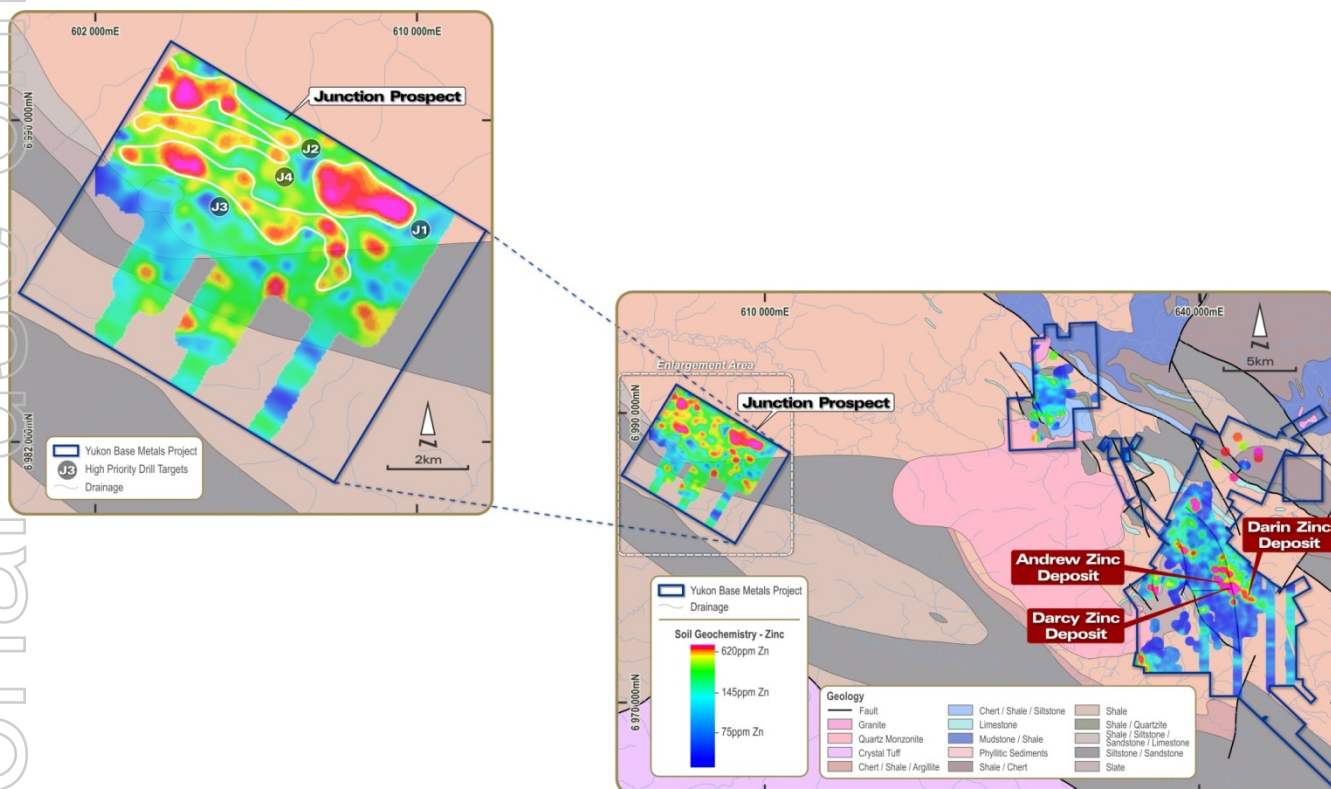 602 000mE
610 000mE
Junction Prospect
6 990 000mN
J2
J4
J3
J1
6 982 000mN
Yukon Base Metals Project
J3
High Priority Drill Targets
Drainage
N
2km
610 000mE
640 000mE
N
5km
Enlargement Area
Junction Prospect
6 990 000mN
Darin Zinc
Deposit
Andrew Zinc
Deposit
Darcy Zinc
Deposit
6 970 000mN
Yukon Base Metals Project
Drainage
Soil Geochemistry - Zinc
620ppm Zn
145ppm Zn
75ppm Zn
Geology
Fault
Granite
Quartz Monzonite
Crystal Tuff
Chert / Shale / Argillite
Chert / Shale / Siltstone
Limestone
Mudstone / Shale
Phyllitic Sediments
Shale / Chert
Shale
Shale / Quartzite
Shale / Siltstone /
Sandstone / Limestone
Siltstone / Sandstone
Slate